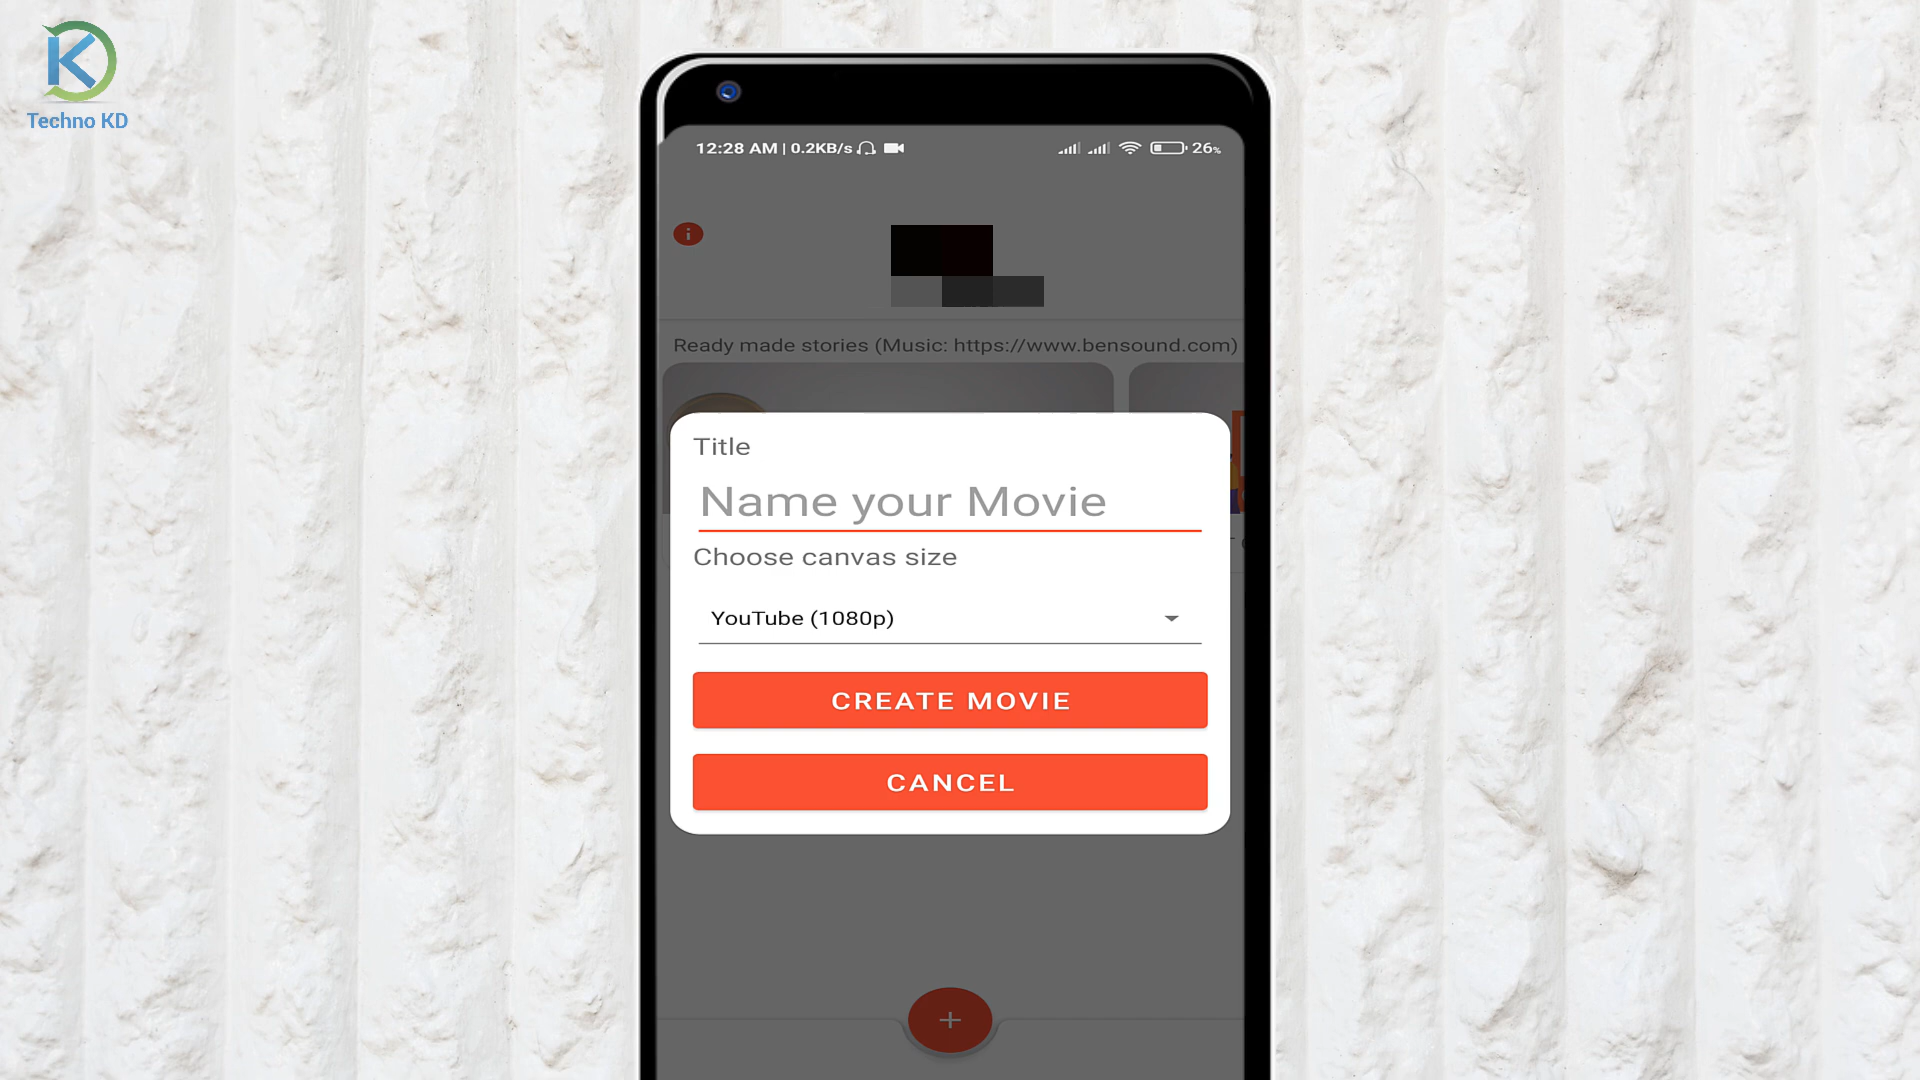 Techno KD
12:28 AM | 0.2KB/s 26%
Ready made stories (Music: https://www.bensound.com)
Title
Name your Movie
Choose canvas size
YouTube (1080p)
CREATE MOVIE
CANCEL